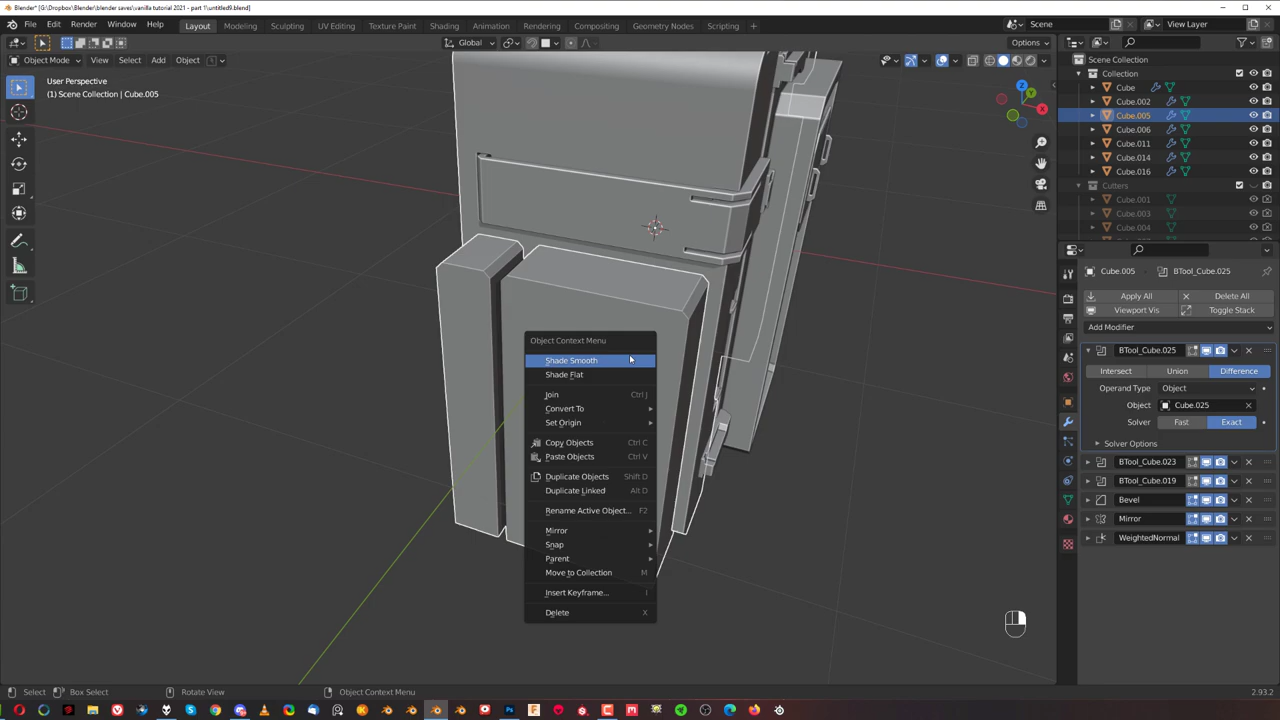 Blender* [G:\Dropbox\Blender\blender saves\vanilla tutorial 2021 - part 1\untitled9.blend]
File Edit Render Window Help Layout Modeling Sculpting UV Editing Texture Paint Shading Animation Rendering Compositing Geometry Nodes Scripting Scene View Layer
Global Options
Object Mode View Select Add Object
User Perspective
(1) Scene Collection | Cube.005
Z
Y
X
Object Context Menu
Shade Smooth
Shade Flat
Join Ctrl J
Convert To
Set Origin
Copy Objects Ctrl C
Paste Objects Ctrl V
Duplicate Objects Shift D
Duplicate Linked Alt D
Rename Active Object... F2
Mirror
Snap
Parent
Move to Collection M
Insert Keyframe... I
Delete X
Scene Collection
Collection
Cube
Cube.002
Cube.005
Cube.006
Cube.011
Cube.014
Cube.016
Cutters
Cube.001
Cube.003
Cube.004
Cube.005 BTool_Cube.025
Apply All Delete All
Viewport Vis Toggle Stack
Add Modifier
BTool_Cube.025
Intersect Union Difference
Operand Type Object
Object Cube.025
Solver Fast Exact
Solver Options
BTool_Cube.023
BTool_Cube.019
Bevel
Mirror
WeightedNormal
Select Box Select Rotate View Object Context Menu 2.93.2